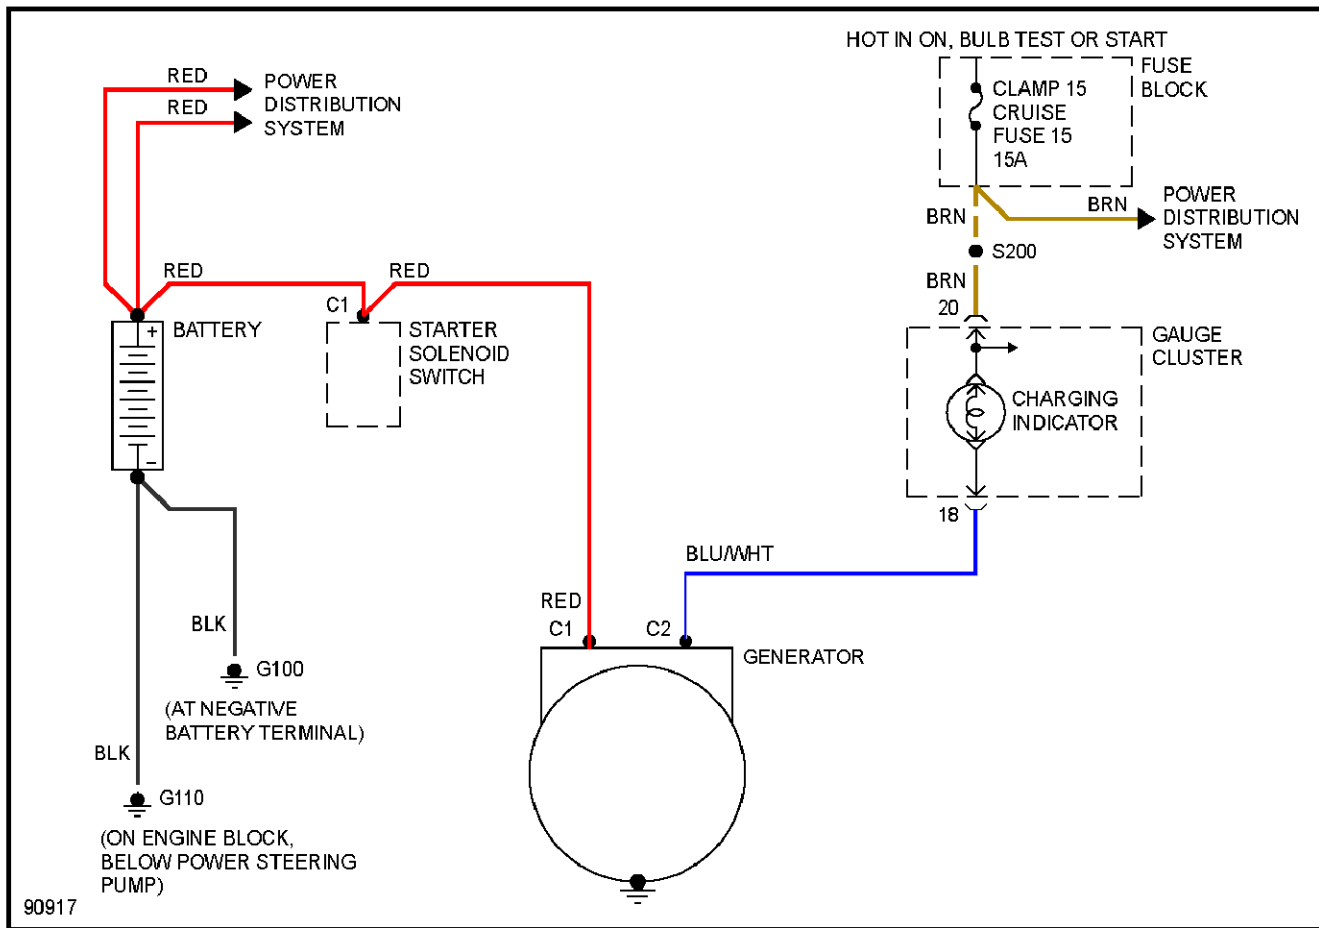 HOT IN ON, BULB TEST OR START
RED
POWER
DISTRIBUTION
SYSTEM
RED
FUSE
BLOCK
CLAMP 15
CRUISE
FUSE 15
15A
BRN
BRN
POWER
DISTRIBUTION
SYSTEM
S200
RED
RED
BRN
C1
20
+
BATTERY
STARTER
SOLENOID
SWITCH
GAUGE
CLUSTER
CHARGING
INDICATOR
−
18
BLU/WHT
RED
BLK
C1
C2
GENERATOR
G100
(AT NEGATIVE
BATTERY TERMINAL)
BLK
G110
(ON ENGINE BLOCK,
BELOW POWER STEERING
PUMP)
90917